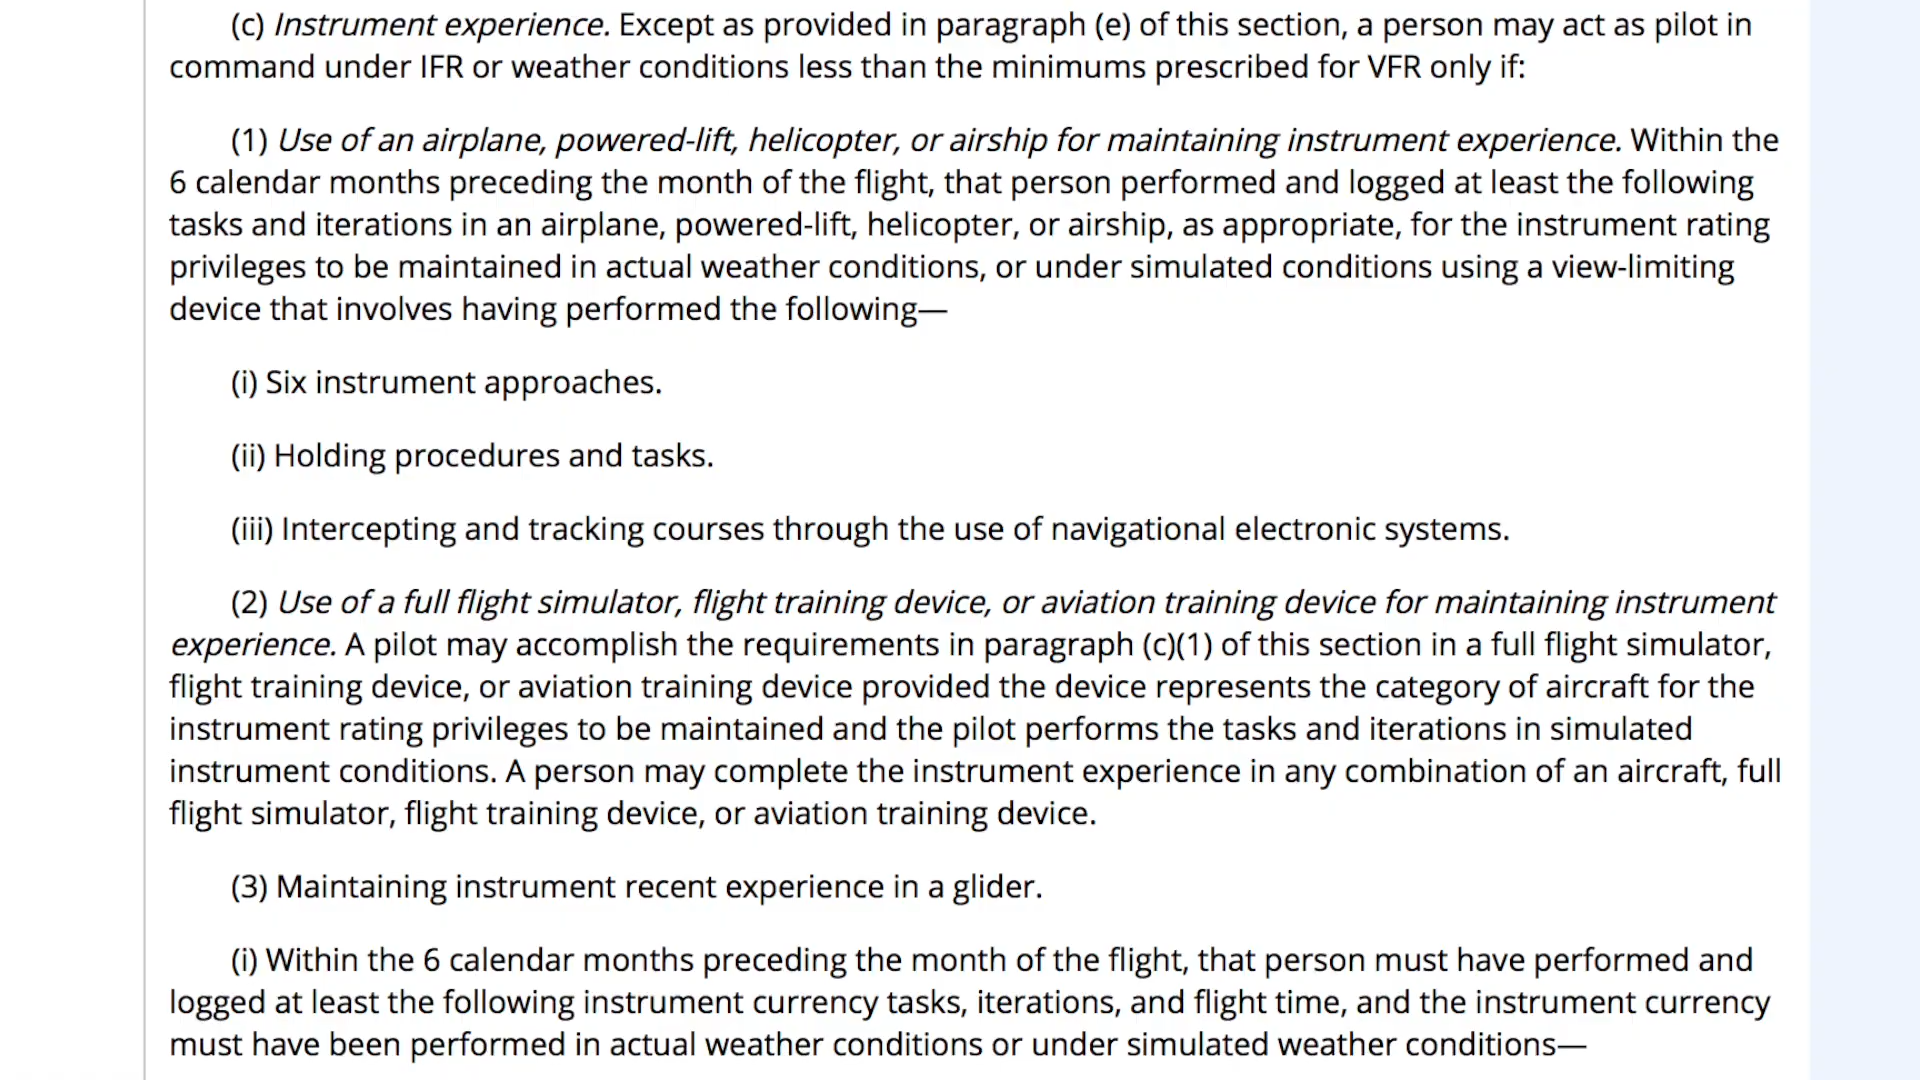 (c) Instrument experience. Except as provided in paragraph (e) of this section, a person may act as pilot in
command under IFR or weather conditions less than the minimums prescribed for VFR only if:
(1) Use of an airplane, powered-lift, helicopter, or airship for maintaining instrument experience. Within the
6 calendar months preceding the month of the flight, that person performed and logged at least the following
tasks and iterations in an airplane, powered-lift, helicopter, or airship, as appropriate, for the instrument rating
privileges to be maintained in actual weather conditions, or under simulated conditions using a view-limiting
device that involves having performed the following—
(i) Six instrument approaches.
(ii) Holding procedures and tasks.
(iii) Intercepting and tracking courses through the use of navigational electronic systems.
(2) Use of a full flight simulator, flight training device, or aviation training device for maintaining instrument
experience. A pilot may accomplish the requirements in paragraph (c)(1) of this section in a full flight simulator,
flight training device, or aviation training device provided the device represents the category of aircraft for the
instrument rating privileges to be maintained and the pilot performs the tasks and iterations in simulated
instrument conditions. A person may complete the instrument experience in any combination of an aircraft, full
flight simulator, flight training device, or aviation training device.
(3) Maintaining instrument recent experience in a glider.
(i) Within the 6 calendar months preceding the month of the flight, that person must have performed and
logged at least the following instrument currency tasks, iterations, and flight time, and the instrument currency
must have been performed in actual weather conditions or under simulated weather conditions—